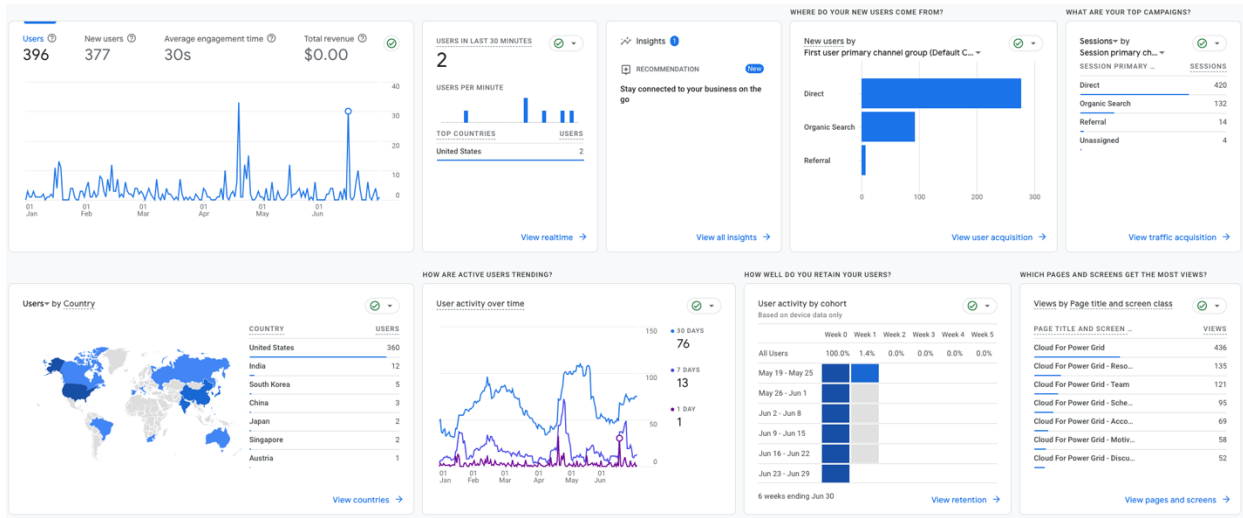 WHERE DO YOUR NEW USERS COME FROM?
WHAT ARE YOUR TOP CAMPAIGNS?
Users
396
New users
377
Average engagement time
30s
Total revenue
$0.00
40
30
20
10
0
01 Jan
01 Feb
01 Mar
01 Apr
01 May
01 Jun
USERS IN LAST 30 MINUTES
2
USERS PER MINUTE
TOP COUNTRIES USERS
United States 2
View realtime
Insights 1
RECOMMENDATION New
Stay connected to your business on the
go
View all insights
New users by
First user primary channel group (Default C...
Direct
Organic Search
Referral
0 100 200 300
View user acquisition
Sessions by
Session primary ch...
SESSION PRIMARY ... SESSIONS
Direct 420
Organic Search 132
Referral 14
Unassigned 4
View traffic acquisition
HOW ARE ACTIVE USERS TRENDING?
HOW WELL DO YOU RETAIN YOUR USERS?
WHICH PAGES AND SCREENS GET THE MOST VIEWS?
Users by Country
COUNTRY USERS
United States 360
India 12
South Korea 5
China 3
Japan 2
Singapore 2
Austria 1
View countries
User activity over time
150
100
50
0
01 Jan
01 Feb
01 Mar
01 Apr
01 May
01 Jun
30 DAYS
76
7 DAYS
13
1 DAY
1
User activity by cohort
Based on device data only
Week 0 Week 1 Week 2 Week 3 Week 4 Week 5
All Users 100.0% 1.4% 0.0% 0.0% 0.0% 0.0%
May 19 - May 25
May 26 - Jun 1
Jun 2 - Jun 8
Jun 9 - Jun 15
Jun 16 - Jun 22
Jun 23 - Jun 29
6 weeks ending Jun 30
View retention
Views by Page title and screen class
PAGE TITLE AND SCREEN ... VIEWS
Cloud For Power Grid 436
Cloud For Power Grid - Reso... 135
Cloud For Power Grid - Team 121
Cloud For Power Grid - Sche... 95
Cloud For Power Grid - Acco... 69
Cloud For Power Grid - Motiv... 58
Cloud For Power Grid - Discu... 52
View pages and screens